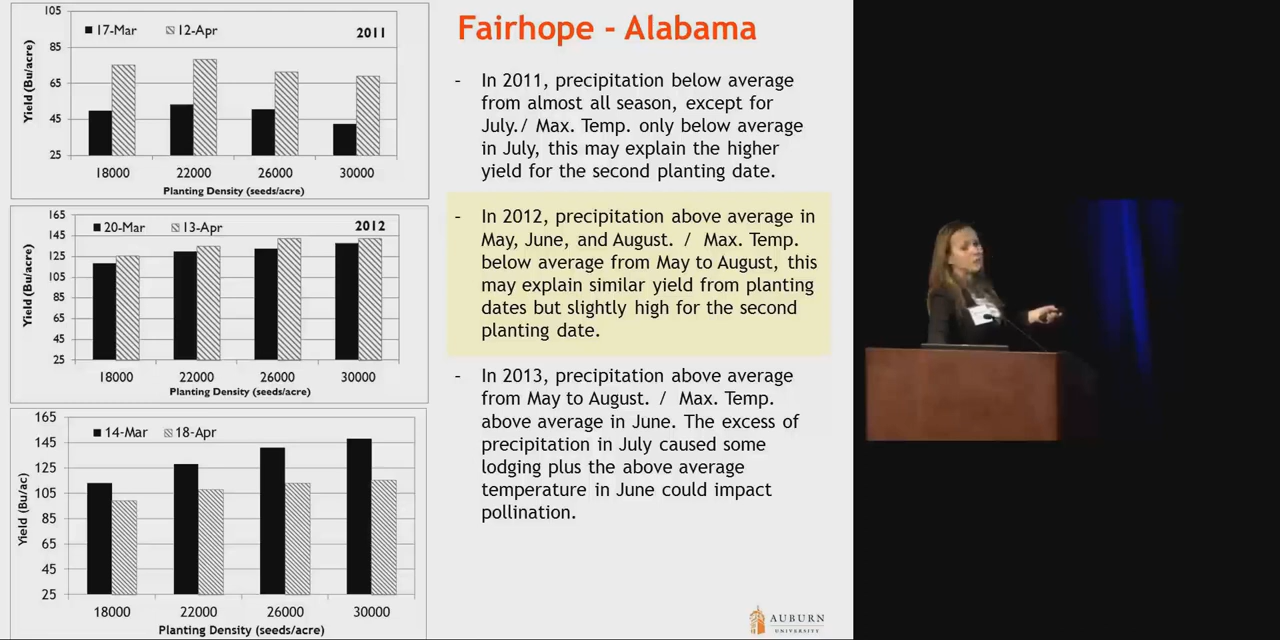 Fairhope - Alabama
105
85
65
45
25
Yield (Bu/acre)
17-Mar
12-Apr
2011
18000
22000
26000
30000
Planting Density (seeds/acre)
165
145
125
105
85
65
45
25
Yield (Bu/acre)
20-Mar
13-Apr
2012
18000
22000
26000
30000
Planting Density (seeds/acre)
165
145
125
105
85
65
45
25
Yield (Bu/ac)
14-Mar
18-Apr
18000
22000
26000
30000
Planting Density (seeds/acre)
- In 2011, precipitation below average
from almost all season, except for
July./ Max. Temp. only below average
in July, this may explain the higher
yield for the second planting date.
- In 2012, precipitation above average in
May, June, and August. / Max. Temp.
below average from May to August, this
may explain similar yield from planting
dates but slightly high for the second
planting date.
- In 2013, precipitation above average
from May to August. / Max. Temp.
above average in June. The excess of
precipitation in July caused some
lodging plus the above average
temperature in June could impact
pollination.
AUBURN
UNIVERSITY